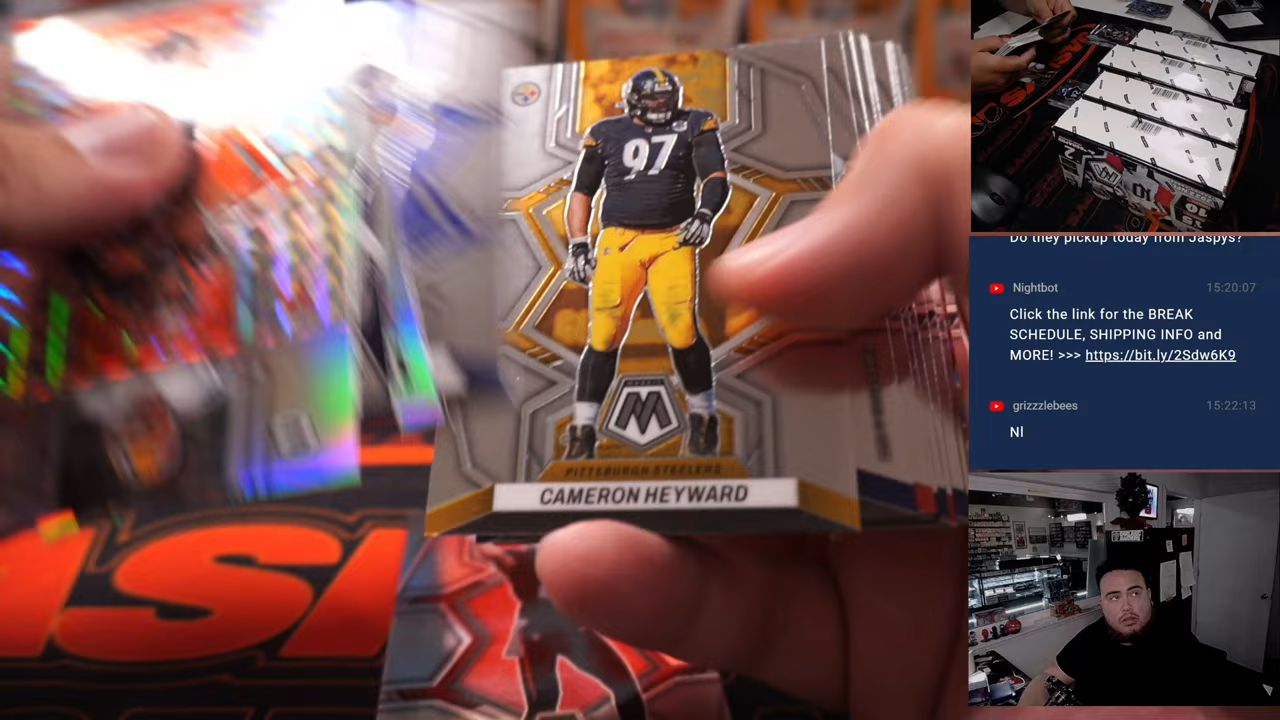 97
PITTSBURGH STEELERS
CAMERON HEYWARD
Do they pickup today from Jaspys?
Nightbot
15:20:07
Click the link for the BREAK
SCHEDULE, SHIPPING INFO and
MORE! >>> https://bit.ly/2Sdw6K9
grizzzlebees
15:22:13
Nl